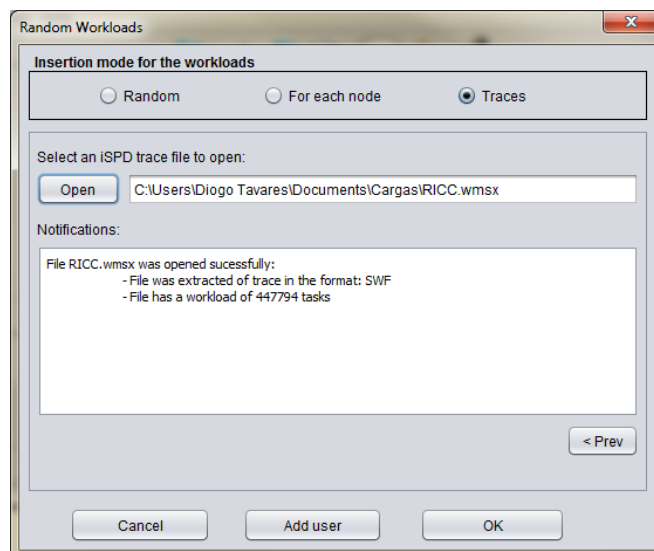 Random Workloads
Insertion mode for the workloads
Random For each node Traces
Select an iSPD trace file to open:
Open C:\Users\Diogo Tavares\Documents\Cargas\RICC.wmsx
Notifications:
File RICC.wmsx was opened sucessfully:
- File was extracted of trace in the format: SWF
- File has a workload of 447794 tasks
< Prev
Cancel Add user OK